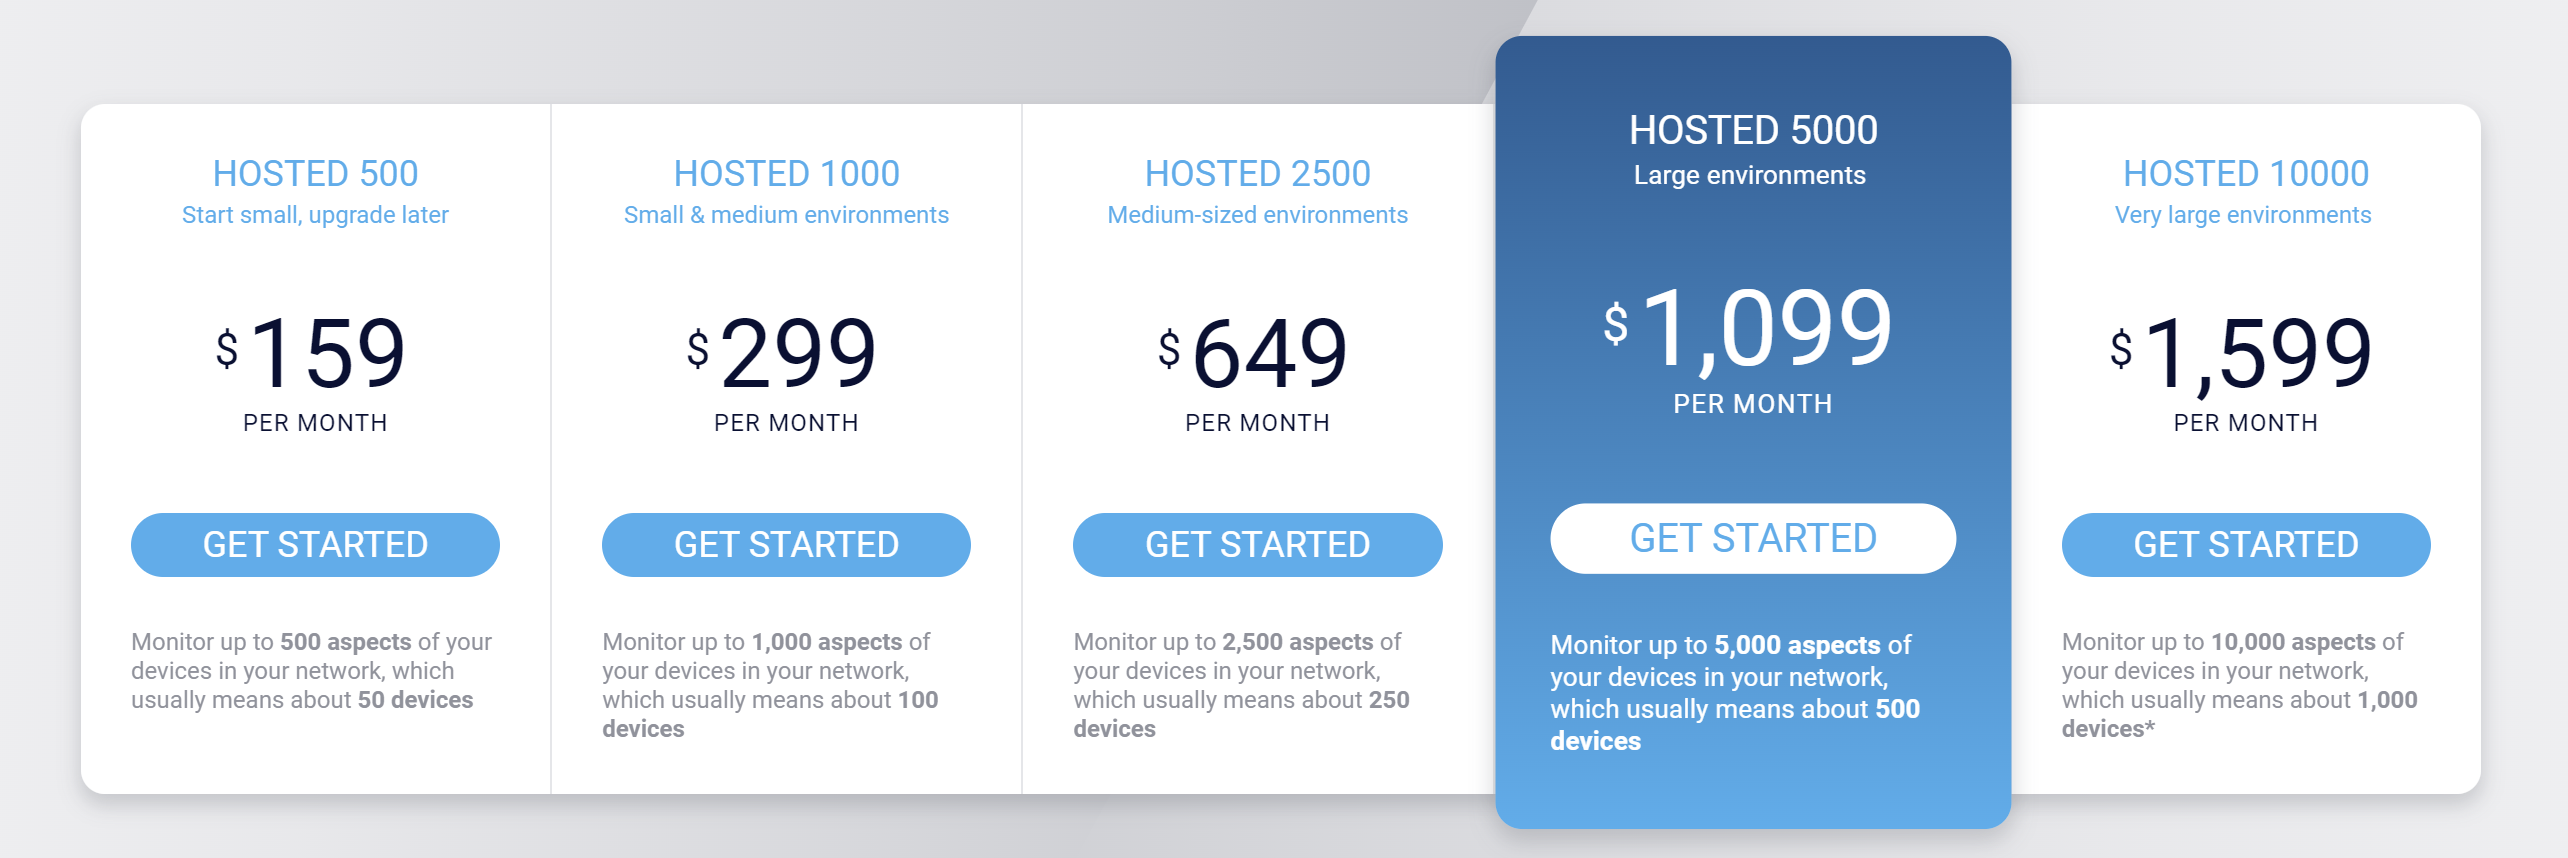 HOSTED 500
Start small, upgrade later
$159
PER MONTH
GET STARTED
Monitor up to 500 aspects of your
devices in your network, which
usually means about 50 devices
HOSTED 1000
Small & medium environments
$299
PER MONTH
GET STARTED
Monitor up to 1,000 aspects of
your devices in your network,
which usually means about 100
devices
HOSTED 2500
Medium-sized environments
$649
PER MONTH
GET STARTED
Monitor up to 2,500 aspects of
your devices in your network,
which usually means about 250
devices
HOSTED 5000
Large environments
$1,099
PER MONTH
GET STARTED
Monitor up to 5,000 aspects of
your devices in your network,
which usually means about 500
devices
HOSTED 10000
Very large environments
$1,599
PER MONTH
GET STARTED
Monitor up to 10,000 aspects of
your devices in your network,
which usually means about 1,000
devices*